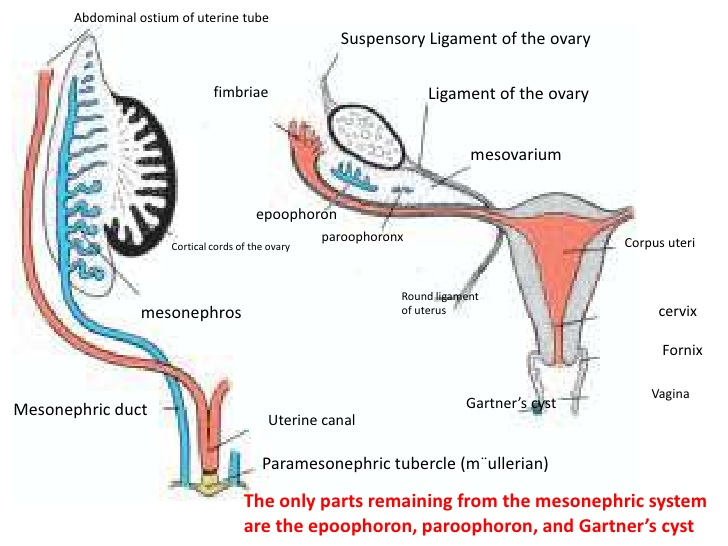 Abdominal ostium of uterine tube
Suspensory Ligament of the ovary
fimbriae
Ligament of the ovary
mesovarium
epoophoron
paroophoronx
Cortical cords of the ovary
Corpus uteri
Round ligament
of uterus
mesonephros
cervix
Fornix
Vagina
Gartner's cyst
Mesonephric duct
Uterine canal
Paramesonephric tubercle (m¨ullerian)
The only parts remaining from the mesonephric system
are the epoophoron, paroophoron, and Gartner's cyst